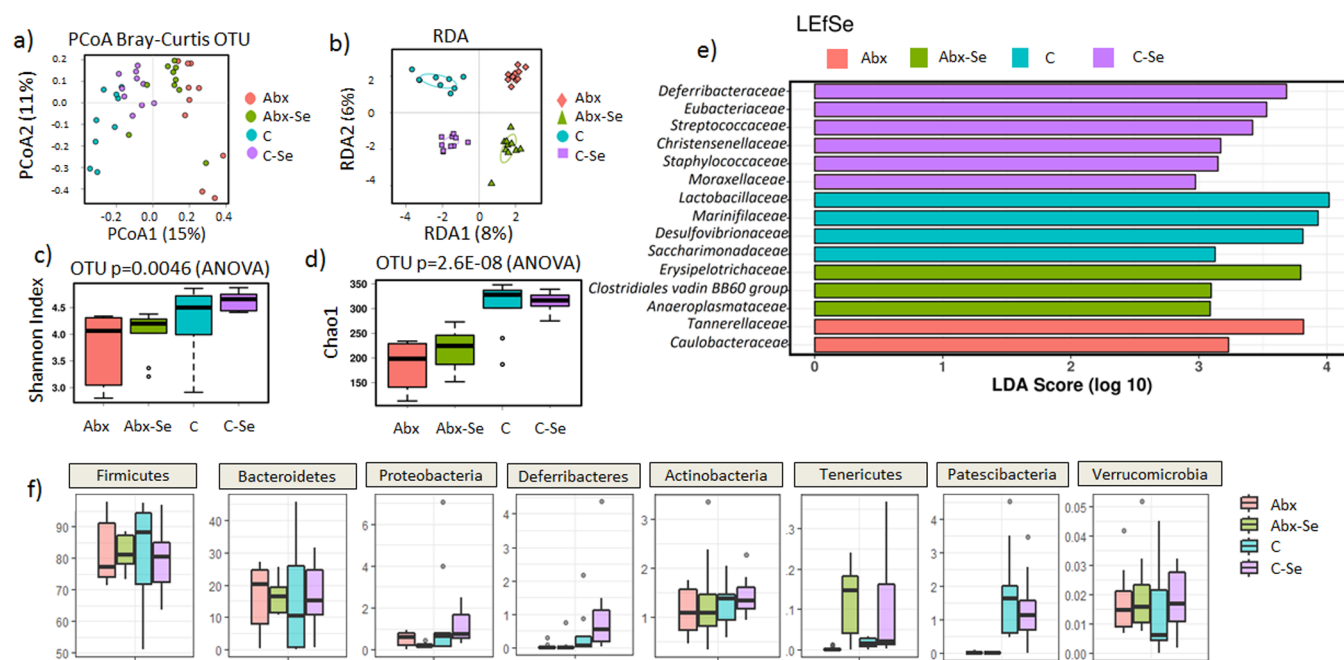 a)
PCoA Bray-Curtis OTU
PCoA2 (11%)
0.2
0.1
0.0
-0.1
-0.2
-0.3
-0.4
-0.2
0.0
0.2
0.4
PCoA1 (15%)
Abx
Abx-Se
C
C-Se
b)
RDA
RDA2 (6%)
2
0
-2
-4
-4
-2
0
2
RDA1 (8%)
Abx
Abx-Se
C
C-Se
c)
OTU p=0.0046 (ANOVA)
Shannon Index
4.5
4.0
3.5
3.0
Abx
Abx-Se
C
C-Se
d)
OTU p=2.6E-08 (ANOVA)
Chao1
350
300
250
200
150
Abx
Abx-Se
C
C-Se
e)
LEfSe
Abx
Abx-Se
C
C-Se
Deferribacteraceae
Eubacteriaceae
Streptococcaceae
Christensenellaceae
Staphylococcaceae
Moraxellaceae
Lactobacillaceae
Marinifilaceae
Desulfovibrionaceae
Saccharimonadaceae
Erysipelotrichaceae
Clostridiales vadin BB60 group
Anaeroplasmataceae
Tannerellaceae
Caulobacteraceae
0
1
2
3
4
LDA Score (log 10)
f)
Firmicutes
90
80
70
60
50
Bacteroidetes
40
30
20
10
0
Proteobacteria
6
4
2
0
Deferribacteres
4
3
2
1
0
Actinobacteria
3
2
1
Tenericutes
.3
.2
.1
0
Patescibacteria
4
3
2
1
0
Verrucomicrobia
0.05
0.04
0.03
0.02
0.01
0.00
Abx
Abx-Se
C
C-Se